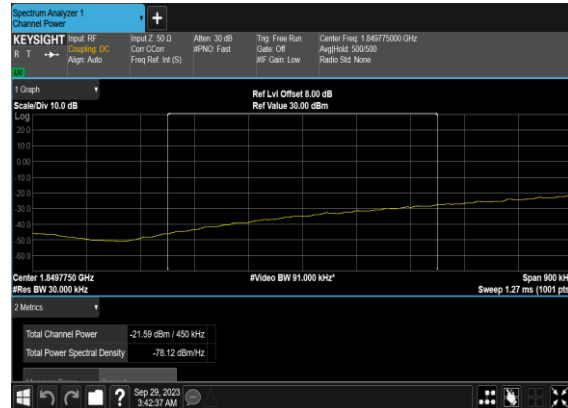 Spectrum Analyzer 1
Channel Power
+
KEYSIGHT
R T
LU
Input: RF
Coupling: DC
Align: Auto
Input Z: 50 Ω
Corr CCorr
Freq Ref: Int (S)
Atten: 30 dB
#PNO: Fast
Trig: Free Run
Gate: Off
#IF Gain: Low
Center Freq: 1.849775000 GHz
Avg|Hold: 500/500
Radio Std: None
1 Graph
Scale/Div 10.0 dB
Ref Lvl Offset 8.00 dB
Ref Value 30.00 dBm
Log
20.0
10.0
0.00
-10.0
-20.0
-30.0
-40.0
-50.0
-60.0
Center 1.8497750 GHz
#Res BW 30.000 kHz
#Video BW 91.000 kHz*
Span 900 kH
Sweep 1.27 ms (1001 pts
2 Metrics
Total Channel Power -21.59 dBm / 450 kHz
Total Power Spectral Density -78.12 dBm/Hz
?
Sep 29, 2023
3:42:37 AM